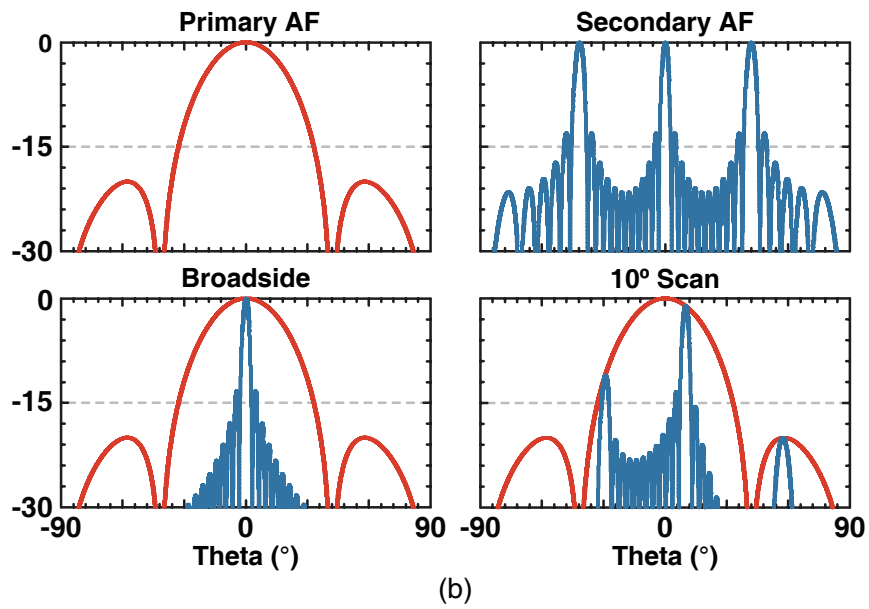 Primary AF
Secondary AF
0
-15
-30
Broadside
10º Scan
0
-15
-30
-90
0
90
-90
0
90
Theta (°)
Theta (°)
(b)